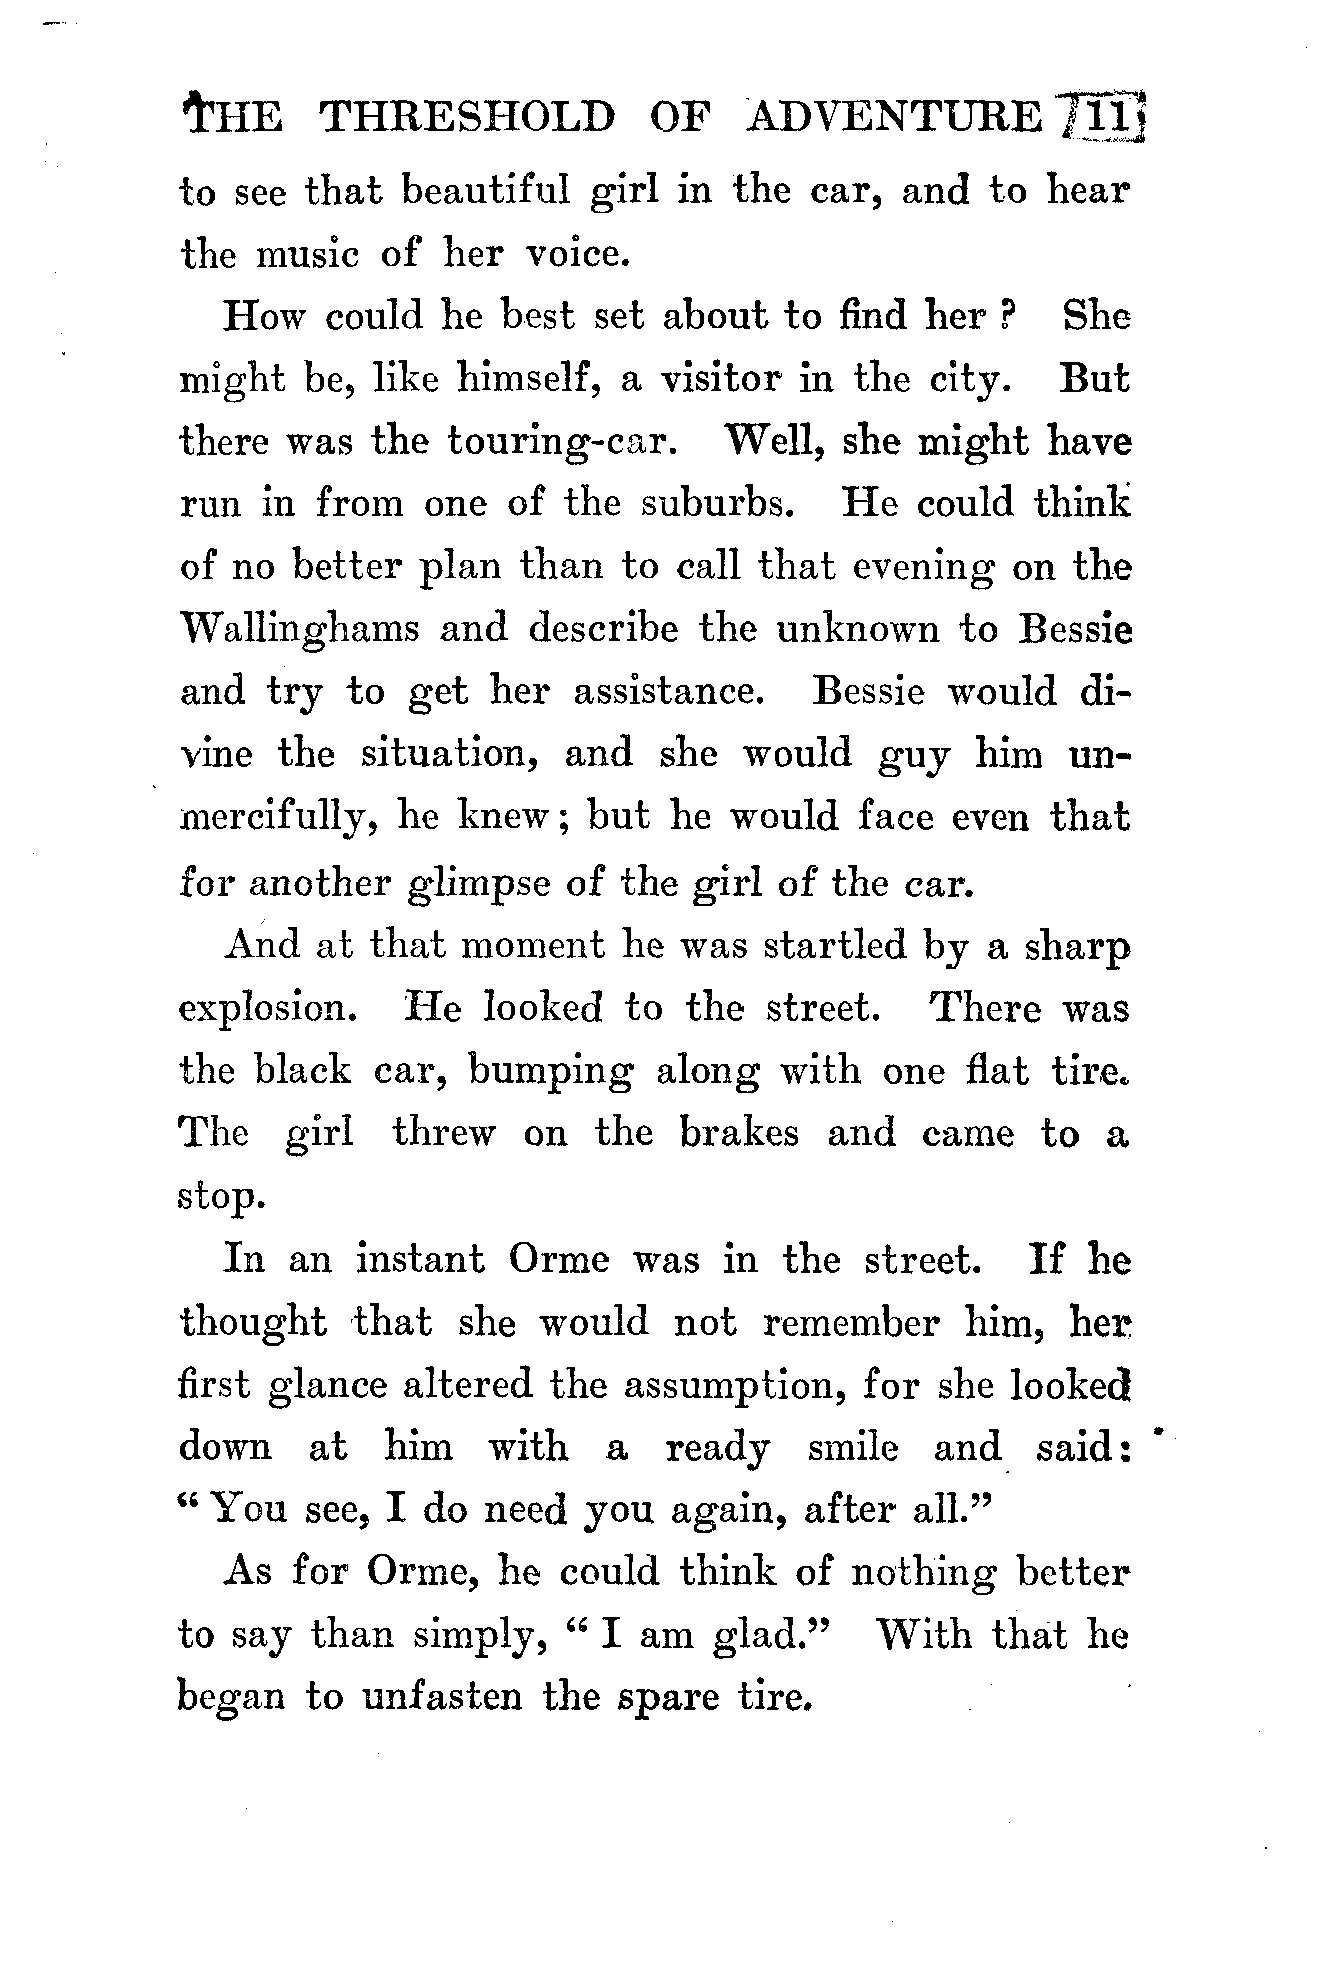 THE THRESHOLD OF ADVENTURE 11
to see that beautiful girl in the car, and to hear
the music of her voice.
How could he best set about to find her ? She
might be, like himself, a visitor in the city. But
there was the touring-car. Well, she might have
run in from one of the suburbs. He could think
of no better plan than to call that evening on the
Wallinghams and describe the unknown to Bessie
and try to get her assistance. Bessie would di-
vine the situation, and she would guy him un-
mercifully, he knew; but he would face even that
for another glimpse of the girl of the car.
And at that moment he was startled by a sharp
explosion. He looked to the street. There was
the black car, bumping along with one flat tire.
The girl threw on the brakes and came to a
stop.
In an instant Orme was in the street. If he
thought that she would not remember him, her
first glance altered the assumption, for she looked
down at him with a ready smile and said:
“ You see, I do need you again, after all.”
As for Orme, he could think of nothing better
to say than simply, “ I am glad.” With that he
began to unfasten the spare tire.